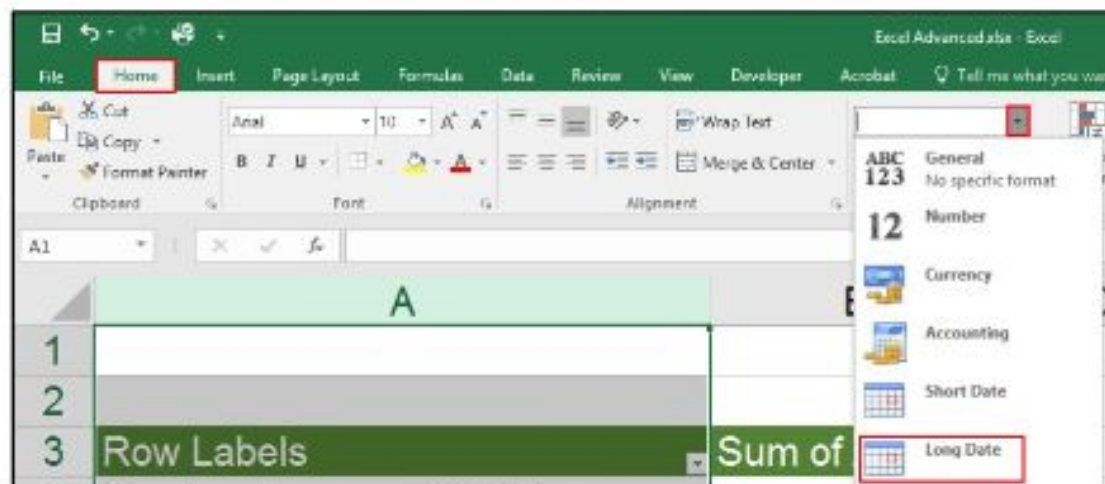 Excel Advanced.xlsx - Excel
File Home Insert Page Layout Formulas Data Review View Developer Acrobat Tell me what you
Cut
Copy
Paste
Format Painter
Arial 10 A A
B I U A
Wrap Text
Merge & Center
Clipboard Font Alignment
A1 fx
ABC
123
General
No specific format
12
Number
Currency
Accounting
Short Date
Long Date
A
1
2
3 Row Labels Sum of